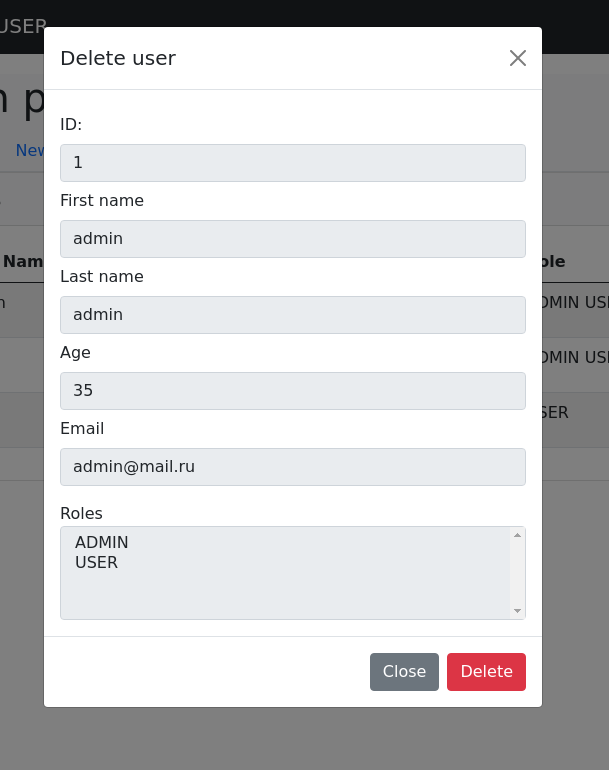 USER
Delete user
n p
ID:
New
1
First name
admin
Name
ole
Last name
admin
DMIN USE
Age
DMIN USE
35
SER
Email
admin@mail.ru
Roles
ADMIN
USER
Close Delete